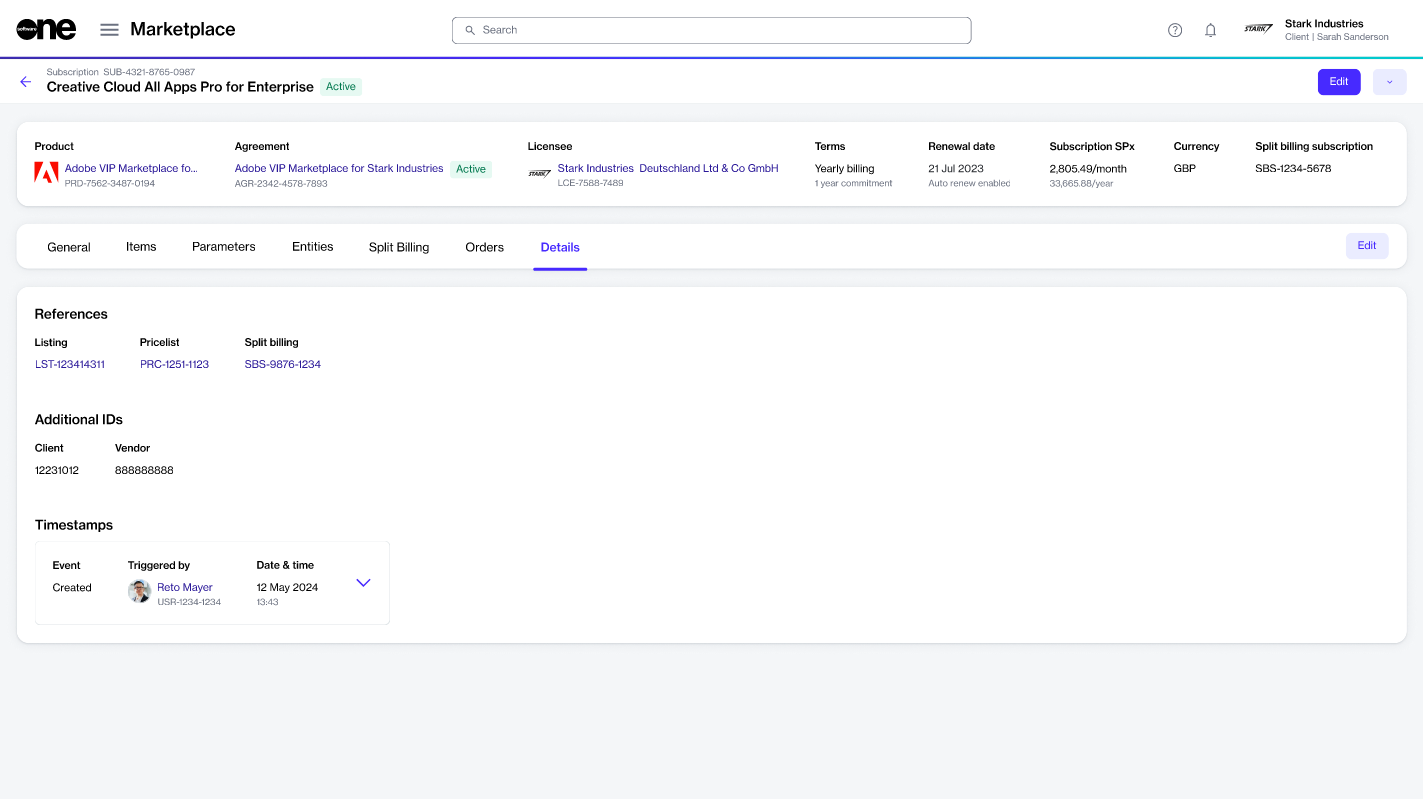 software one
Marketplace
Search
STARK
Stark Industries
Client | Sarah Sanderson
Subscription SUB-4321-8765-0987
Creative Cloud All Apps Pro for Enterprise Active
Edit
Product
Adobe VIP Marketplace fo...
PRD-7562-3487-0194
Agreement
Adobe VIP Marketplace for Stark Industries Active
AGR-2342-4578-7893
Licensee
STARK
Stark Industries Deutschland Ltd & Co GmbH
LCE-7588-7489
Terms
Yearly billing
1 year commitment
Renewal date
21 Jul 2023
Auto renew enabled
Subscription SPx
2,805.49/month
33,665.88/year
Currency
GBP
Split billing subscription
SBS-1234-5678
General Items Parameters Entities Split Billing Orders Details Edit
References
Listing Pricelist Split billing
LST-123414311 PRC-1251-1123 SBS-9876-1234
Additional IDs
Client Vendor
12231012 888888888
Timestamps
Event Triggered by Date & time
Created Reto Mayer 12 May 2024
USR-1234-1234 13:43